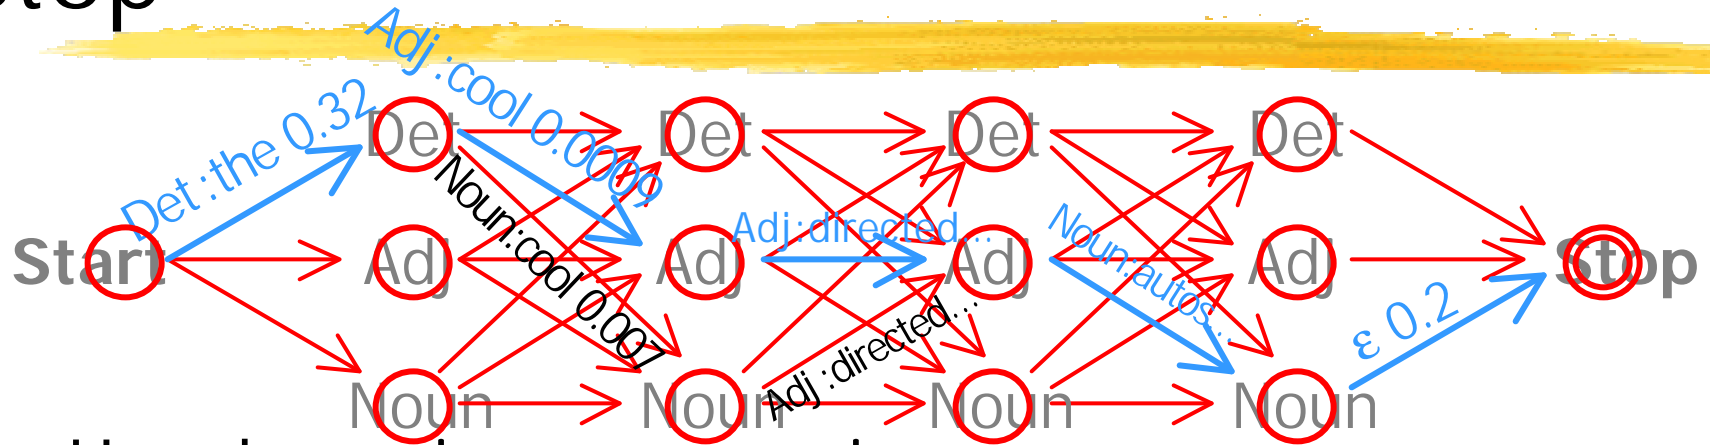 Adj:cool 0.0009
Det:the 0.32
Det Det Det Det
Noun:cool 0.007
Adj:directed...
Noun:autos...
Start Adj Adj Adj Adj Stop
Adj:directed...
ε 0.2
Noun Noun Noun Noun